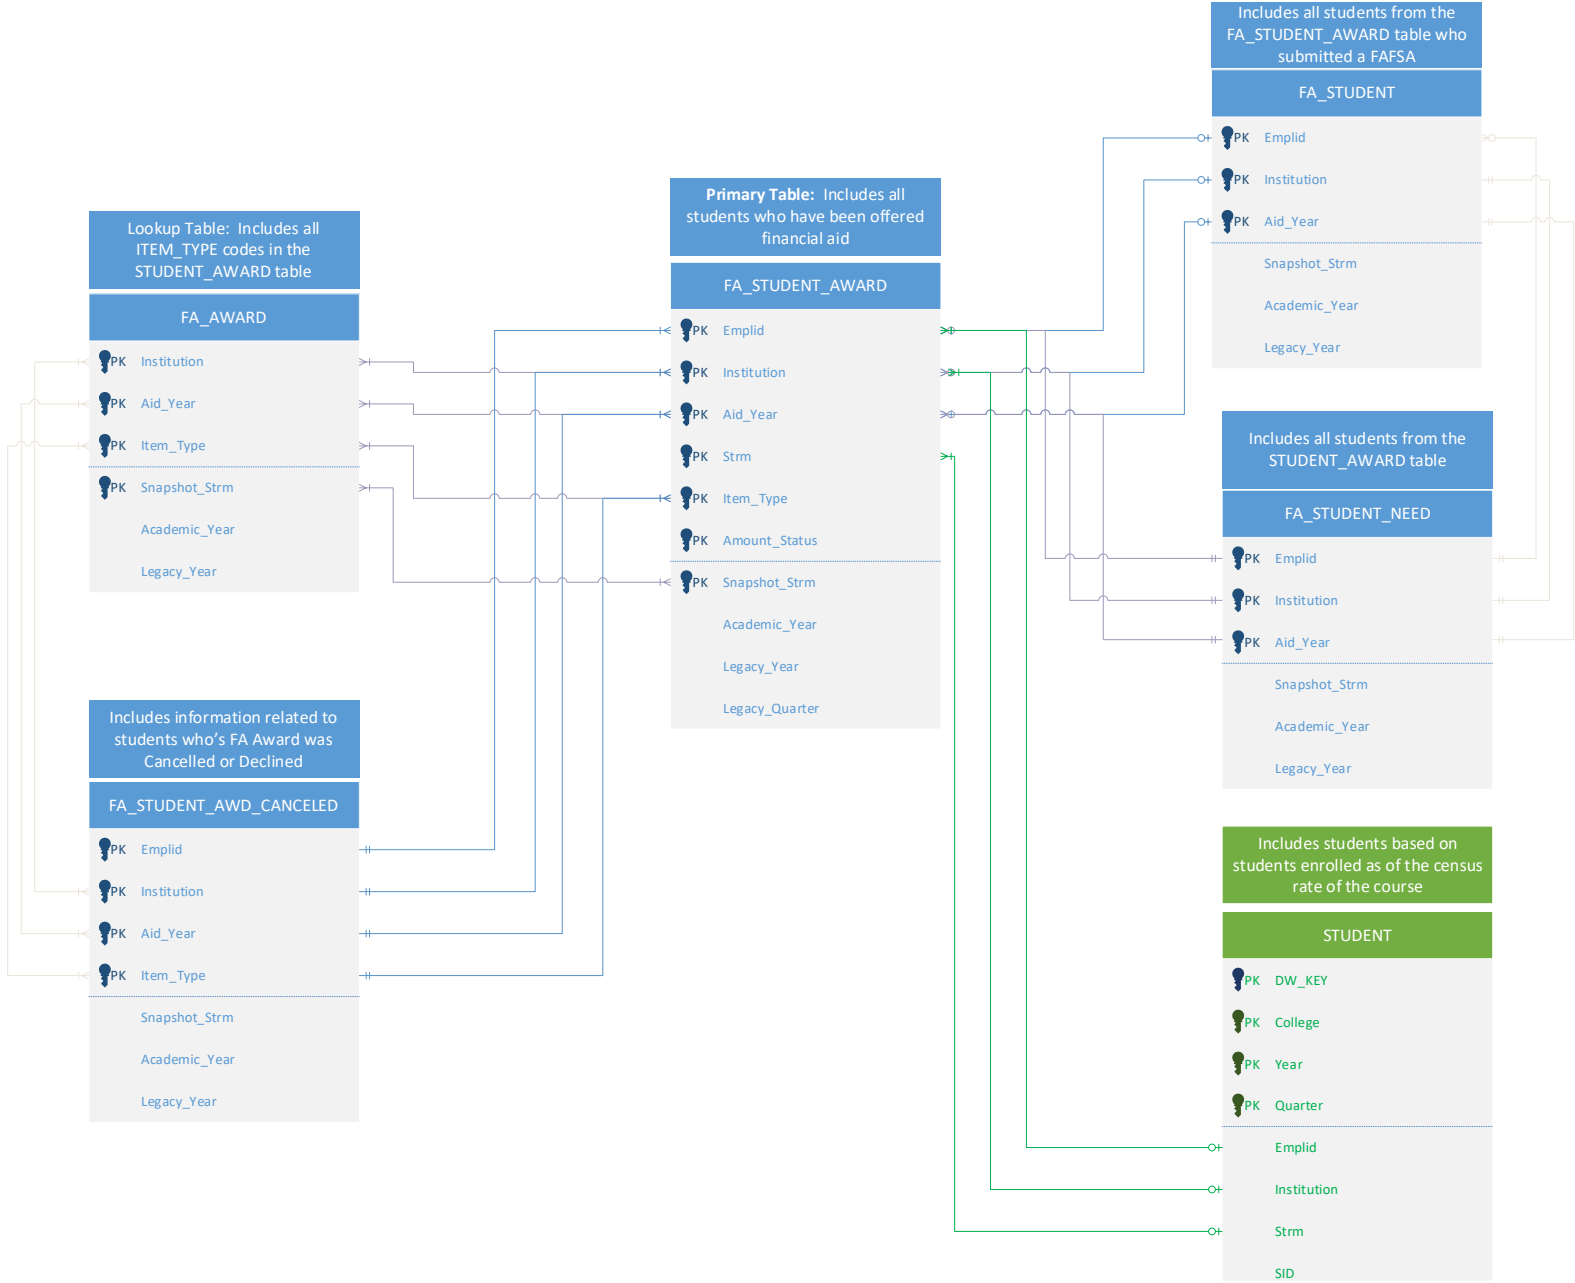 Includes all students from the
FA_STUDENT_AWARD table who
submitted a FAFSA
FA_STUDENT
PK Emplid
PK Institution
PK Aid_Year
Snapshot_Strm
Academic_Year
Legacy_Year
Primary Table: Includes all
students who have been offered
financial aid
FA_STUDENT_AWARD
PK Emplid
PK Institution
PK Aid_Year
PK Strm
PK Item_Type
PK Amount_Status
PK Snapshot_Strm
Academic_Year
Legacy_Year
Legacy_Quarter
Lookup Table: Includes all
ITEM_TYPE codes in the
STUDENT_AWARD table
FA_AWARD
PK Institution
PK Aid_Year
PK Item_Type
PK Snapshot_Strm
Academic_Year
Legacy_Year
Includes all students from the
STUDENT_AWARD table
FA_STUDENT_NEED
PK Emplid
PK Institution
PK Aid_Year
Snapshot_Strm
Academic_Year
Legacy_Year
Includes information related to
students who’s FA Award was
Cancelled or Declined
FA_STUDENT_AWD_CANCELED
PK Emplid
PK Institution
PK Aid_Year
PK Item_Type
Snapshot_Strm
Academic_Year
Legacy_Year
Includes students based on
students enrolled as of the census
rate of the course
STUDENT
PK DW_KEY
PK College
PK Year
PK Quarter
Emplid
Institution
Strm
SID